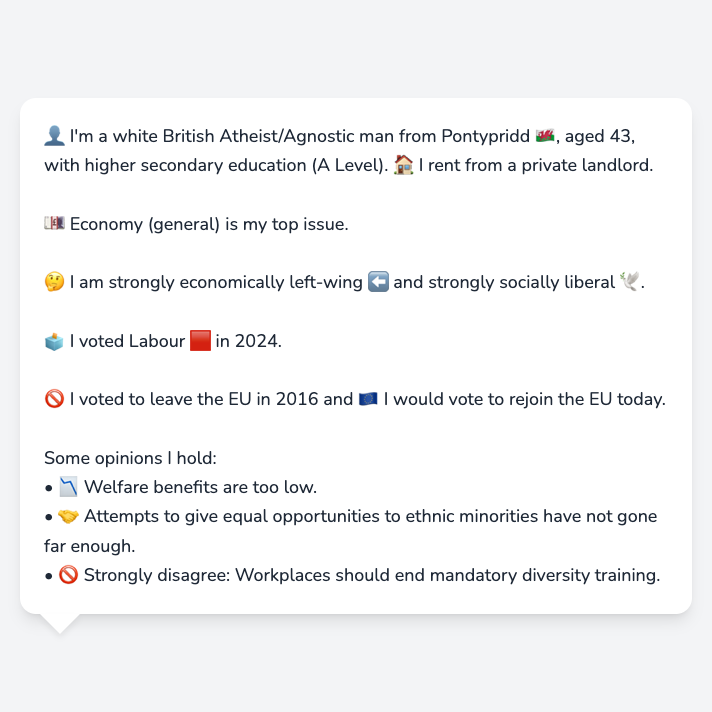 👤 I'm a white British Atheist/Agnostic man from Pontypridd 🏴󠁧󠁢󠁷󠁬󠁳󠁿, aged 43,
with higher secondary education (A Level). 🏠 I rent from a private landlord.
💷 Economy (general) is my top issue.
🤔 I am strongly economically left-wing ⬅️ and strongly socially liberal 🕊️.
🗳️ I voted Labour 🟥 in 2024.
🚫 I voted to leave the EU in 2016 and 🇪🇺 I would vote to rejoin the EU today.
Some opinions I hold:
• 📉 Welfare benefits are too low.
• 🤝 Attempts to give equal opportunities to ethnic minorities have not gone
far enough.
• 🚫 Strongly disagree: Workplaces should end mandatory diversity training.